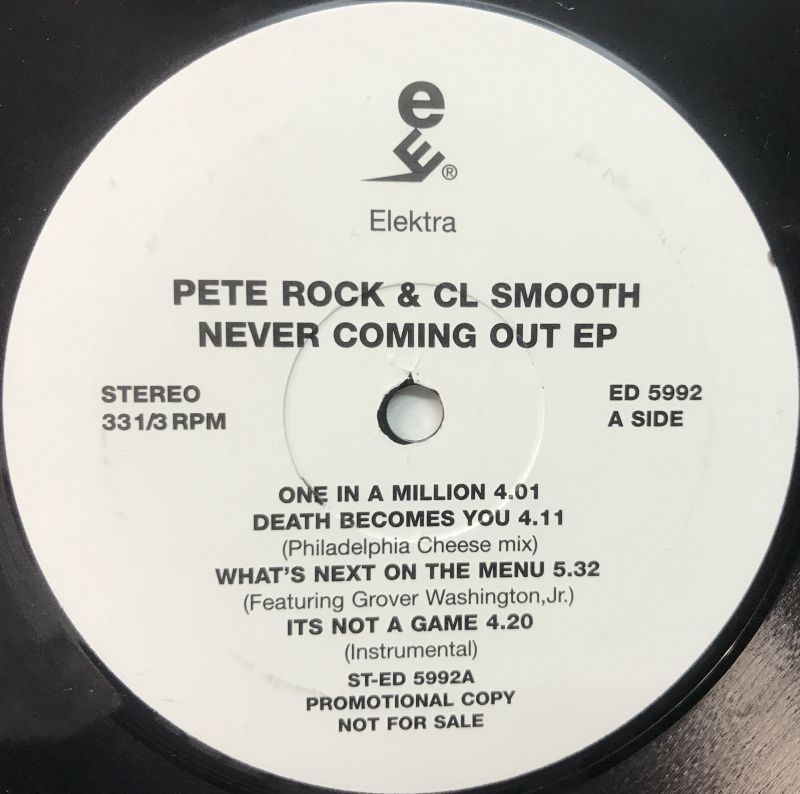 e
E®
Elektra
PETE ROCK & CL SMOOTH
NEVER COMING OUT EP
STEREO
33 1/3 RPM
ED 5992
A SIDE
ONE IN A MILLION 4.01
DEATH BECOMES YOU 4.11
(Philadelphia Cheese mix)
WHAT'S NEXT ON THE MENU 5.32
(Featuring Grover Washington,Jr.)
ITS NOT A GAME 4.20
(Instrumental)
ST-ED 5992A
PROMOTIONAL COPY
NOT FOR SALE